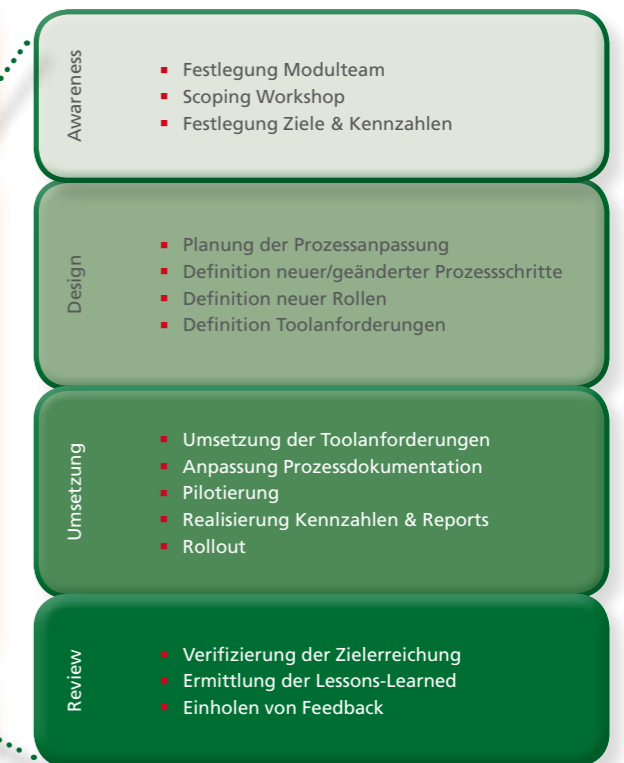 Awareness
Festlegung Modulteam
Scoping Workshop
Festlegung Ziele & Kennzahlen
Design
Planung der Prozessanpassung
Definition neuer/geänderter Prozessschritte
Definition neuer Rollen
Definition Toolanforderungen
Umsetzung
Umsetzung der Toolanforderungen
Anpassung Prozessdokumentation
Pilotierung
Realisierung Kennzahlen & Reports
Rollout
Review
Verifizierung der Zielerreichung
Ermittlung der Lessons-Learned
Einholen von Feedback